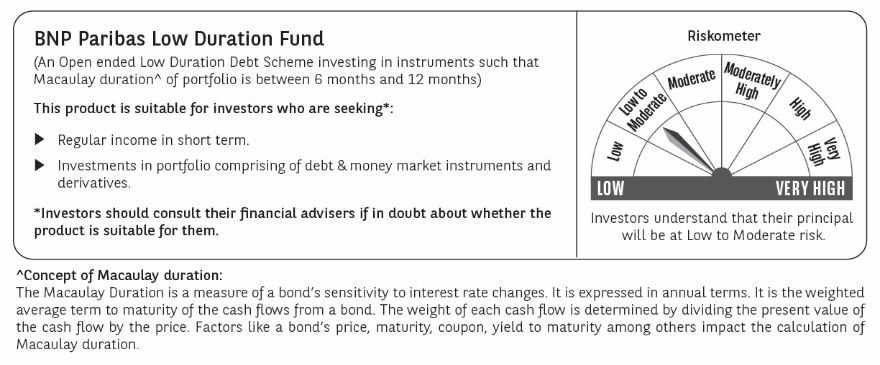 BNP Paribas Low Duration Fund
(An Open ended Low Duration Debt Scheme investing in instruments such that
Macaulay duration^ of portfolio is between 6 months and 12 months)
This product is suitable for investors who are seeking*:
▶ Regular income in short term.
▶ Investments in portfolio comprising of debt & money market instruments and
derivatives.
*Investors should consult their financial advisers if in doubt about whether the
product is suitable for them.
Riskometer
Low
Low to
Moderate
Moderate
Moderately
High
High
Very
High
LOW
VERY HIGH
Investors understand that their principal
will be at Low to Moderate risk.
^Concept of Macaulay duration:
The Macaulay Duration is a measure of a bond's sensitivity to interest rate changes. It is expressed in annual terms. It is the weighted
average term to maturity of the cash flows from a bond. The weight of each cash flow is determined by dividing the present value of
the cash flow by the price. Factors like a bond's price, maturity, coupon, yield to maturity among others impact the calculation of
Macaulay duration.